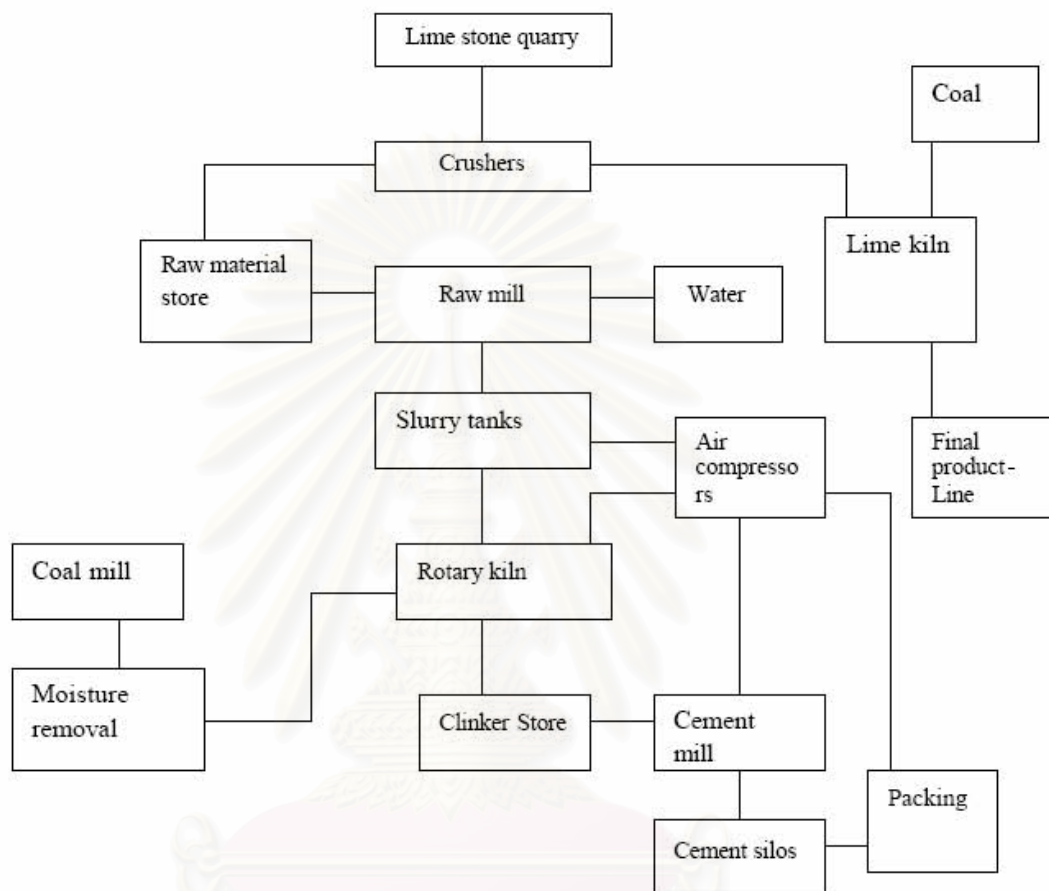 Lime stone quarry
Coal
Crushers
Lime kiln
Raw material
store
Raw mill
Water
Slurry tanks
Air
compresso
rs
Final
product-
Line
Coal mill
Rotary kiln
Moisture
removal
Clinker Store
Cement
mill
Packing
Cement silos